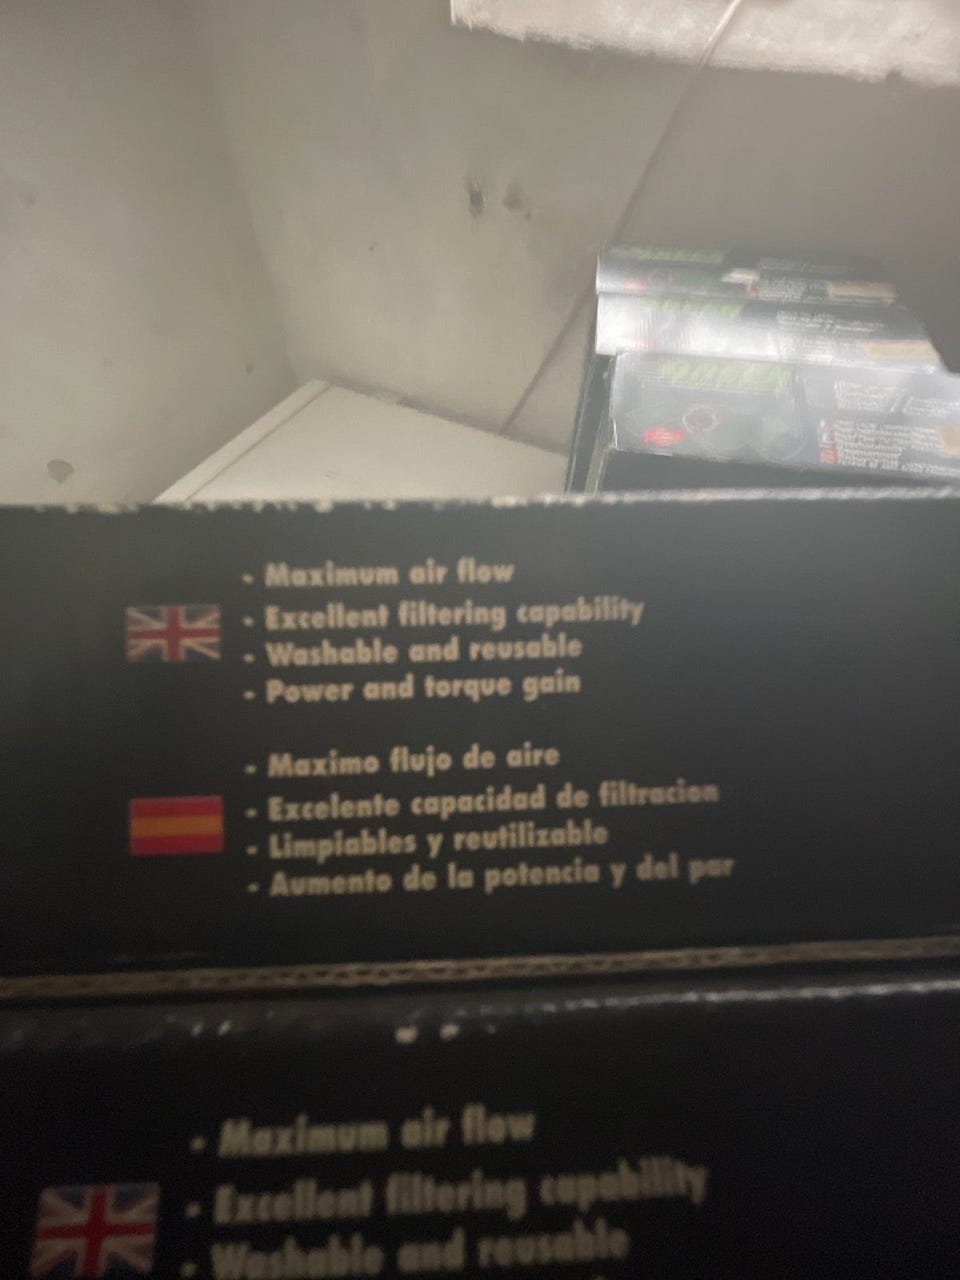 - Maximum air flow
- Excellent filtering capability
- Washable and reusable
- Power and torque gain
- Maximo flujo de aire
- Excelente capacidad de filtracion
- Limpiables y reutilizable
- Aumento de la potencia y del par
- Maximum air flow
- Excellent filtering capability
- Washable and reusable